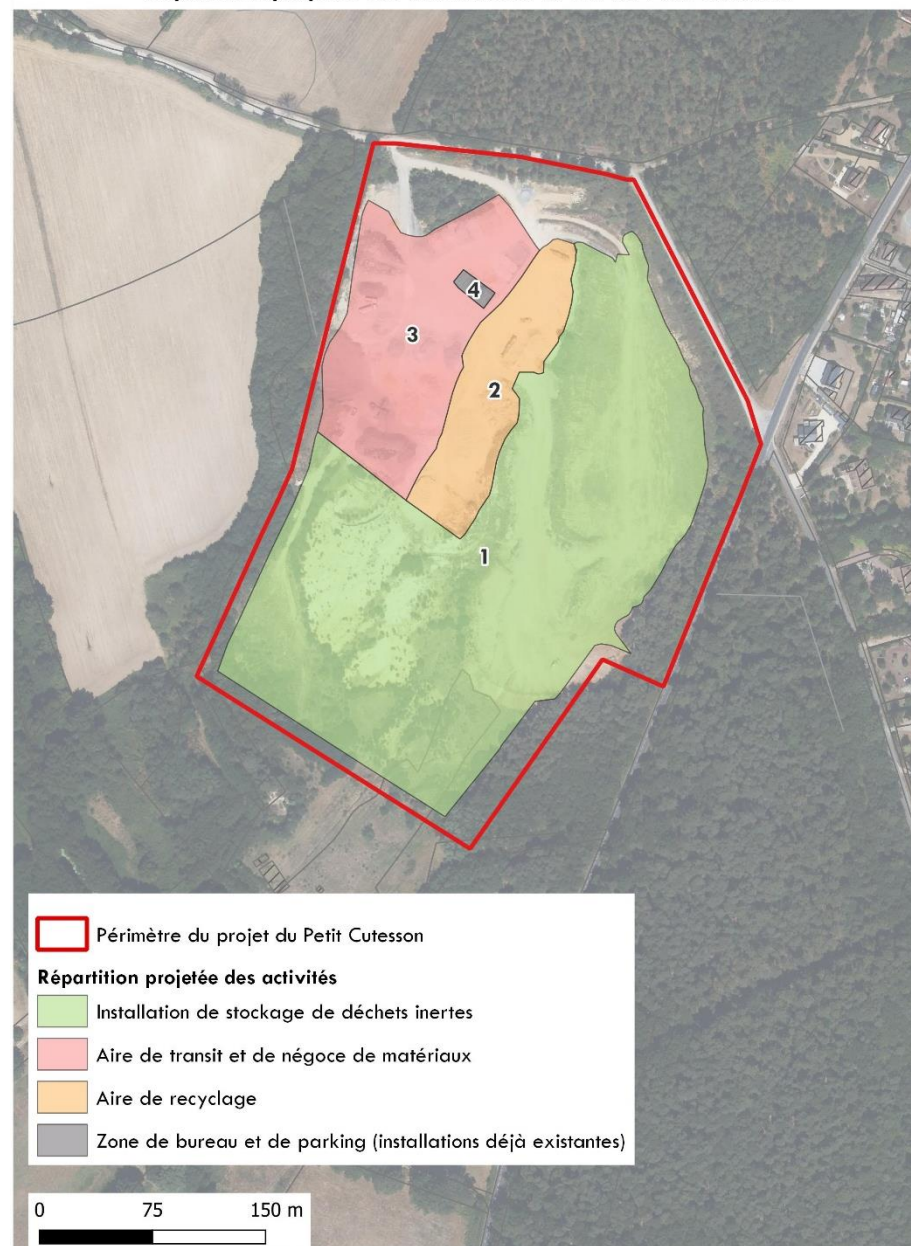 4
3
2
1
Périmètre du projet du Petit Cutesson
Répartition projetée des activités
Installation de stockage de déchets inertes
Aire de transit et de négoce de matériaux
Aire de recyclage
Zone de bureau et de parking (installations déjà existantes)
0 75 150 m